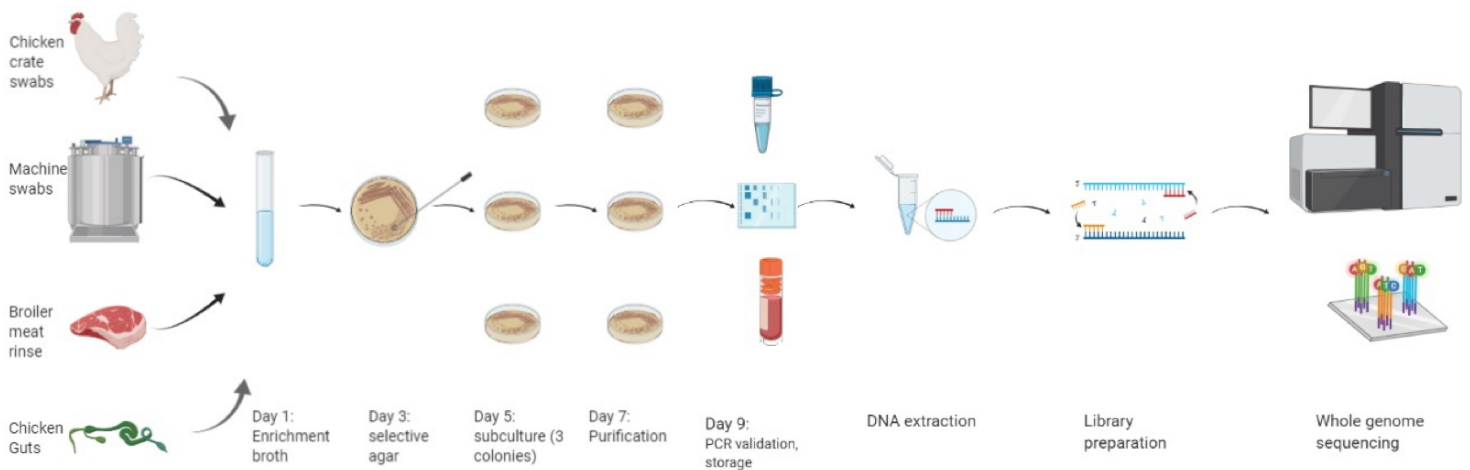 Chicken
crate
swabs
Machine
swabs
Broiler
meat
rinse
Chicken
Guts
Day 1:
Enrichment
broth
Day 3:
selective
agar
Day 5:
subculture (3
colonies)
Day 7:
Purification
Day 9:
PCR validation,
storage
DNA extraction
Library
preparation
Whole genome
sequencing